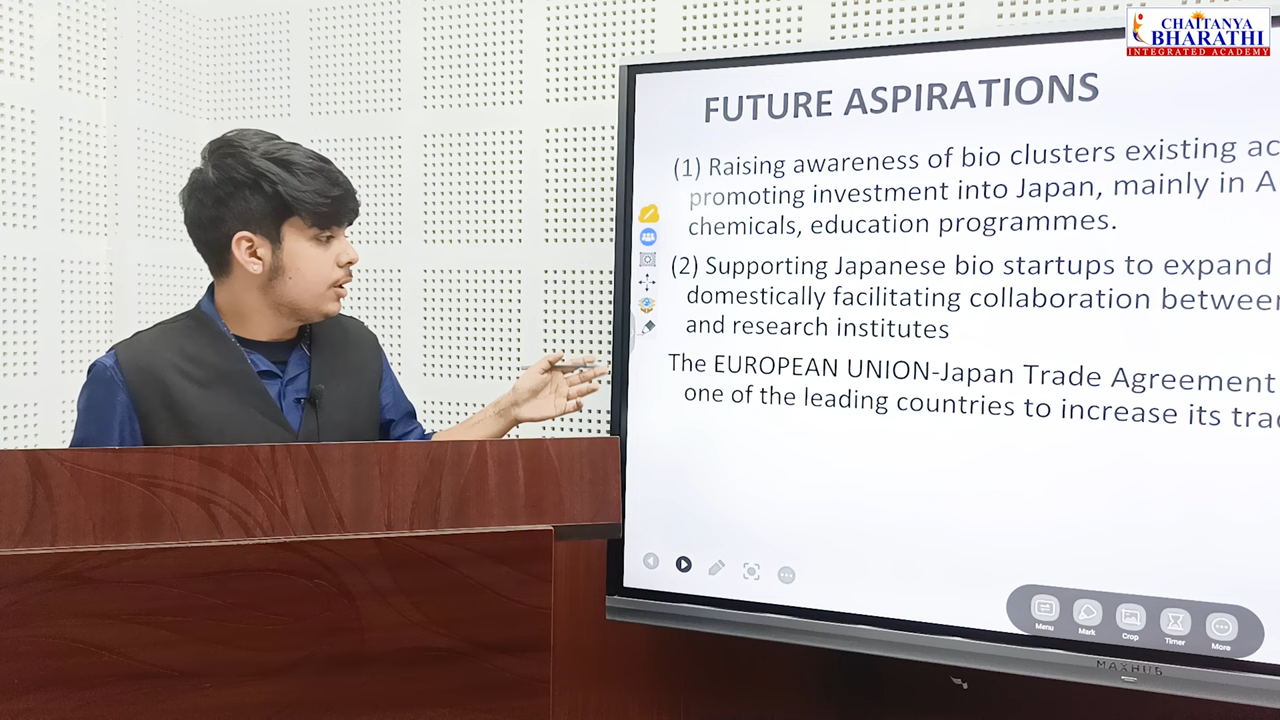 CHAITANYA
BHARATHI
INTEGRATED ACADEMY
FUTURE ASPIRATIONS
(1) Raising awareness of bio clusters existing
promoting investment into Japan, mainly in
chemicals, education programmes.
(2) Supporting Japanese bio startups to expand
domestically facilitating collaboration between
and research institutes
The EUROPEAN UNION-Japan Trade Agreement
one of the leading countries to increase its
Menu
Mark
Crop
Timer
More
MAXHUB